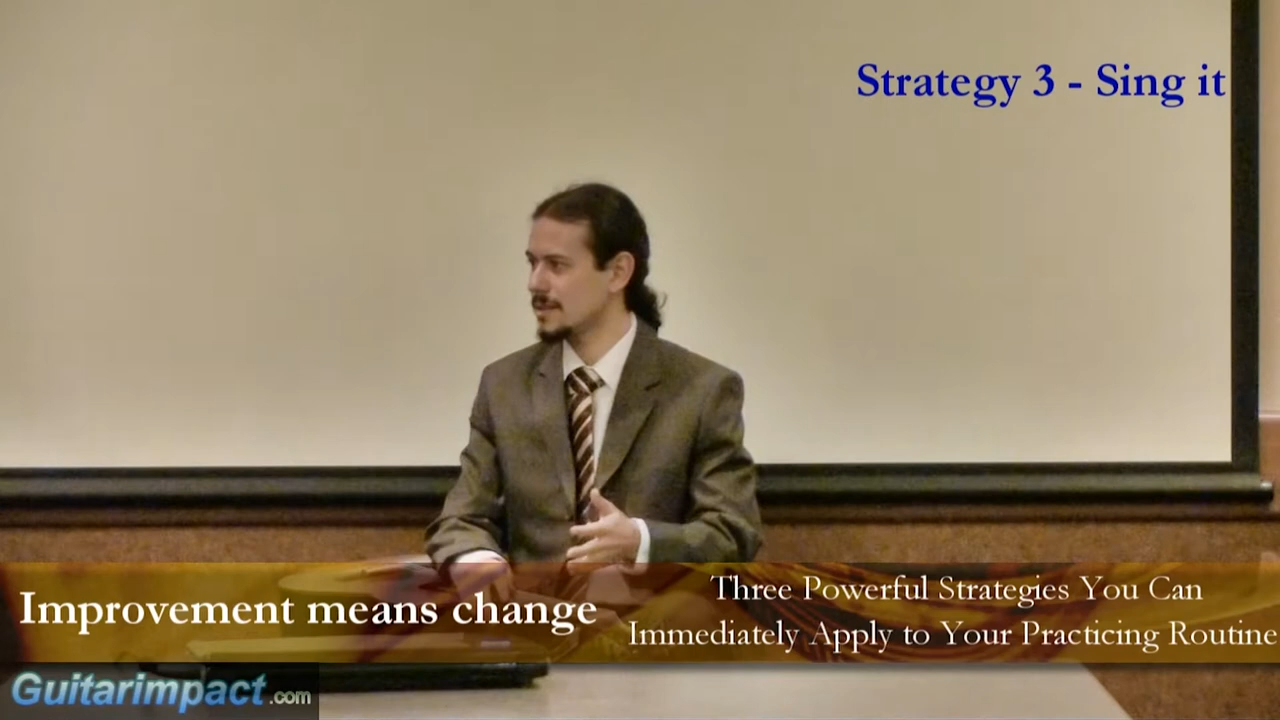 Strategy 3 - Sing it
Improvement means change
Three Powerful Strategies You Can
Immediately Apply to Your Practicing Routine
Guitarimpact.com